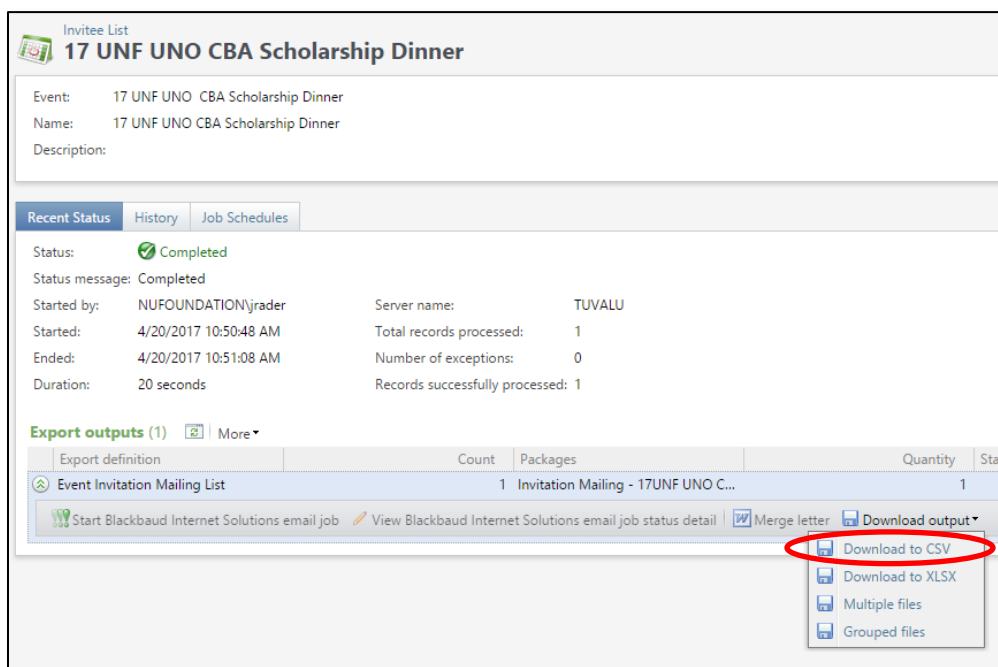 Invitee List
17 UNF UNO CBA Scholarship Dinner
Event: 17 UNF UNO  CBA Scholarship Dinner
Name: 17 UNF UNO CBA Scholarship Dinner
Description:
Recent Status History Job Schedules
Status: Completed
Status message: Completed
Started by: NUFOUNDATION\jrader Server name: TUVALU
Started: 4/20/2017 10:50:48 AM Total records processed: 1
Ended: 4/20/2017 10:51:08 AM Number of exceptions: 0
Duration: 20 seconds Records successfully processed: 1
Export outputs (1) More
Export definition Count Packages Quantity Sta
Event Invitation Mailing List 1 Invitation Mailing - 17UNF UNO C... 1
Start Blackbaud Internet Solutions email job View Blackbaud Internet Solutions email job status detail Merge letter Download output
Download to CSV
Download to XLSX
Multiple files
Grouped files